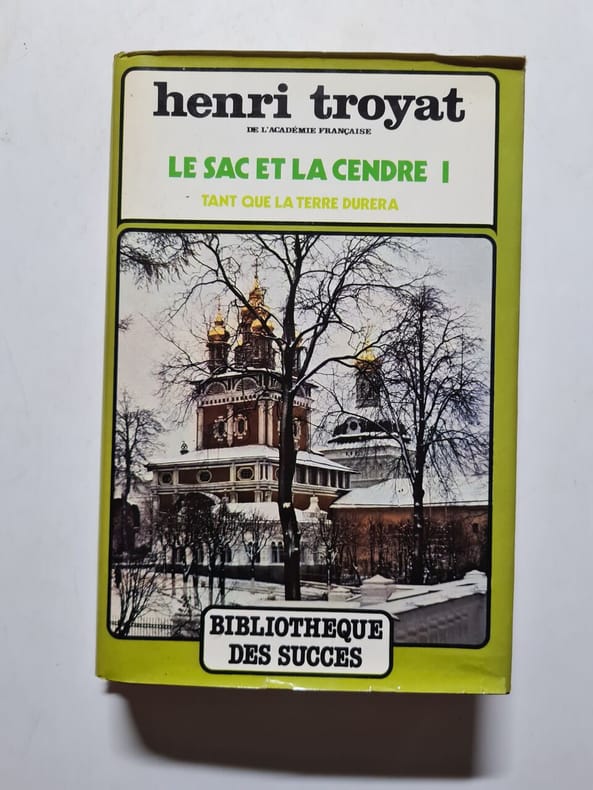 henri troyat
DE L'ACADÉMIE FRANÇAISE
LE SAC ET LA CENDRE I
TANT QUE LA TERRE DURERA
BIBLIOTHEQUE
DES SUCCES